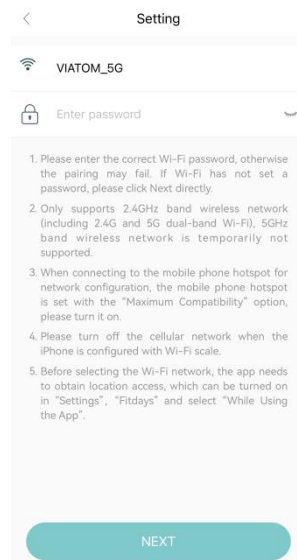 Setting
VIATOM_5G
Enter password
1. Please enter the correct Wi-Fi password, otherwise
the pairing may fail. If Wi-Fi has not set a
password, please click Next directly.
2. Only supports 2.4GHz band wireless network
(including 2.4G and 5G dual-band Wi-Fi), 5GHz
band wireless network is temporarily not
supported.
3. When connecting to the mobile phone hotspot for
network configuration, the mobile phone hotspot
is set with the "Maximum Compatibility" option,
please turn it on.
4. Please turn off the cellular network when the
iPhone is configured with Wi-Fi scale.
5. Before selecting the Wi-Fi network, the app needs
to obtain location access, which can be turned on
in "Settings", "Fitdays" and select "While Using
the App".
NEXT